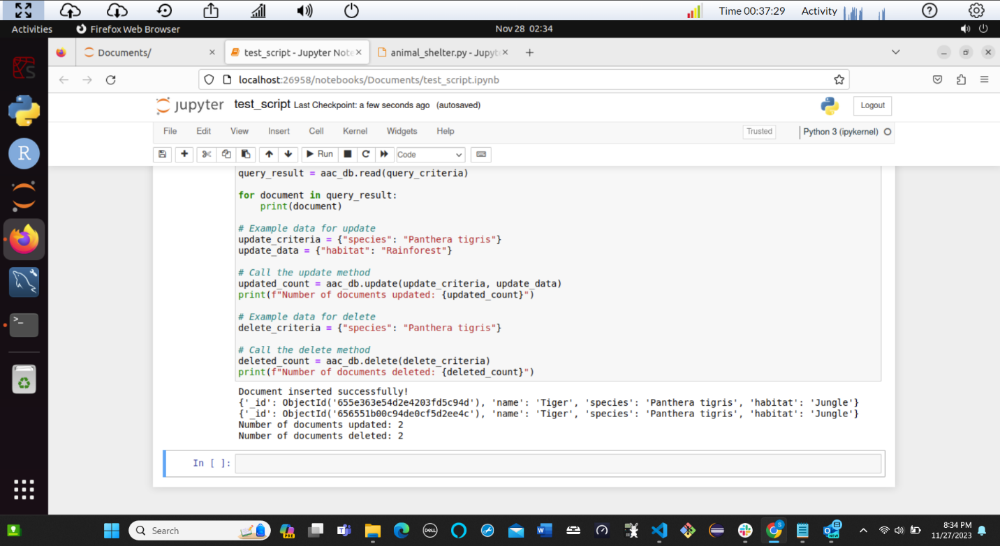 Time 00:37:29 Activity
Activities Firefox Web Browser Nov 28 02:34
Documents/ test_script - Jupyter Note animal_shelter.py - Jupyt
localhost:26958/notebooks/Documents/test_script.ipynb
jupyter test_script Last Checkpoint: a few seconds ago (autosaved) Logout
File Edit View Insert Cell Kernel Widgets Help Trusted Python 3 (ipykernel)
Run Code
query_result = aac_db.read(query_criteria)
for document in query_result:
print(document)
# Example data for update
update_criteria = {"species": "Panthera tigris"}
update_data = {"habitat": "Rainforest"}
# Call the update method
updated_count = aac_db.update(update_criteria, update_data)
print(f"Number of documents updated: {updated_count}")
# Example data for delete
delete_criteria = {"species": "Panthera tigris"}
# Call the delete method
deleted_count = aac_db.delete(delete_criteria)
print(f"Number of documents deleted: {deleted_count}")
Document inserted successfully!
{'_id': ObjectId('655e363e54d2e4203fd5c94d'), 'name': 'Tiger', 'species': 'Panthera tigris', 'habitat': 'Jungle'}
{'_id': ObjectId('656551b00c94de0cf5d2ee4c'), 'name': 'Tiger', 'species': 'Panthera tigris', 'habitat': 'Jungle'}
Number of documents updated: 2
Number of documents deleted: 2
In [ ]:
Search
8:34 PM
11/27/2023